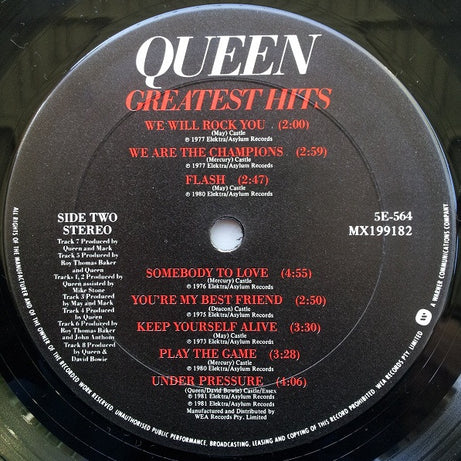 QUEEN
GREATEST HITS
WE WILL ROCK YOU . (2:00)
(May) Castle
℗ 1977 Elektra/Asylum Records
WE ARE THE CHAMPIONS . (2:59)
(Mercury) Castle
℗ 1977 Elektra/Asylum Records
FLASH (2:47)
(May) Castle
℗ 1980 Elektra/Asylum Records
SIDE TWO
STEREO
Track 7 Produced by
Queen and Mack
Track 5 Produced by
Roy Thomas Baker
and Queen
Tracks 1, 2 Produced by
Queen assisted by
Mike Stone
Track 3 Produced
by May and Mack
Track 4 Produced
by Queen
Track 6 Produced by
Roy Thomas Baker
and John Anthony
Track 8 Produced
by Queen &
David Bowie
5E-564
MX199182
SOMEBODY TO LOVE (4:55)
(Mercury) Castle
℗ 1976 Elektra/Asylum Records
YOU'RE MY BEST FRIEND (2:50)
(Deacon) Castle
℗ 1975 Elektra/Asylum Records
KEEP YOURSELF ALIVE (3:30)
(May) Castle
℗ 1973 Elektra/Asylum Records
PLAY THE GAME (3:28)
(Mercury) Castle
℗ 1980 Elektra/Asylum Records
UNDER PRESSURE (4:06)
(Queen/David Bowie) Castle/Essex
℗ 1981 Elektra/Asylum Records
© 1981 Elektra/Asylum Records
Manufactured and Distributed by
WEA Records Pty. Limited
ALL RIGHTS OF THE MANUFACTURER AND OF THE OWNER OF THE RECORDED WORK RESERVED UNAUTHORISED PUBLIC PERFORMANCE, BROADCASTING, LEASING AND COPYING OF THIS RECORD PROHIBITED. WEA RECORDS PTY. LIMITED
A WARNER COMMUNICATIONS COMPANY.